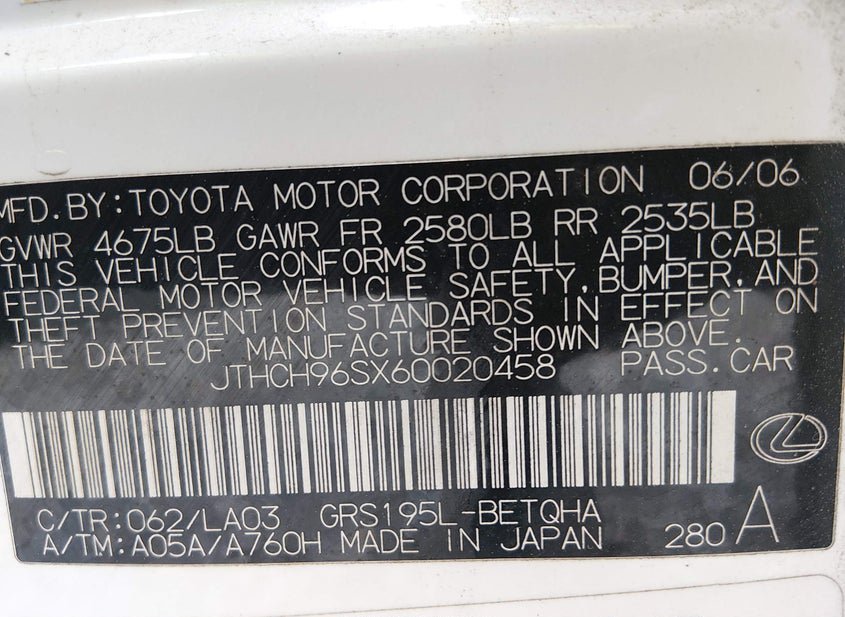 MFD.BY:TOYOTA MOTOR CORPORATION 06/06
GVWR 4675LB GAWR FR 2580LB RR 2535LB
THIS VEHICLE CONFORMS TO ALL APPLICABLE
FEDERAL MOTOR VEHICLE SAFETY,BUMPER,AND
THEFT PREVENTION STANDARDS IN EFFECT ON
THE DATE OF MANUFACTURE SHOWN ABOVE.
JTHCH96SX60020458 PASS.CAR
C/TR:062/LA03 GRS195L-BETQHA
A/TM:A05A/A760H MADE IN JAPAN 280 A